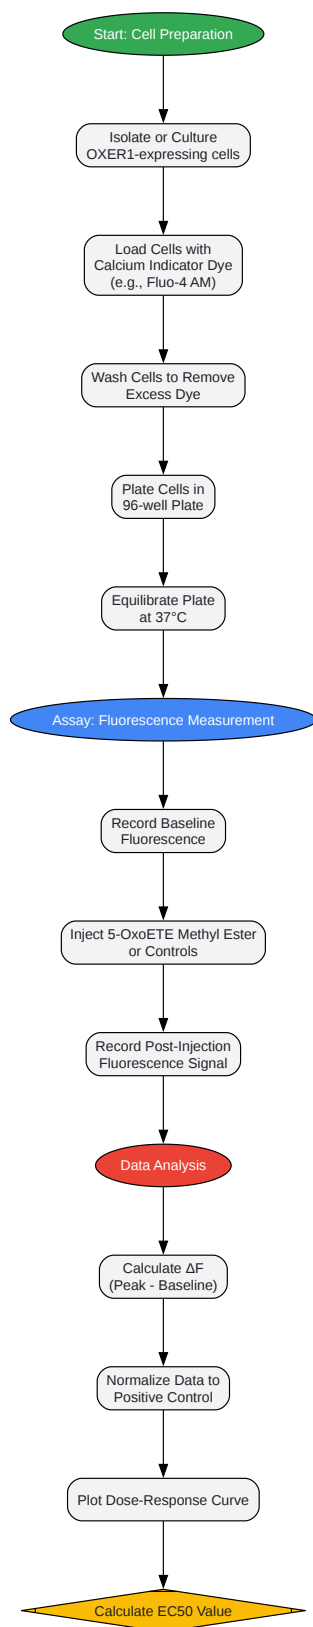 Start: Cell Preparation
Isolate or Culture
OXER1-expressing cells
Load Cells with
Calcium Indicator Dye
(e.g., Fluo-4 AM)
Wash Cells to Remove
Excess Dye
Plate Cells in
96-well Plate
Equilibrate Plate
at 37°C
Assay: Fluorescence Measurement
Record Baseline
Fluorescence
Inject 5-OxoETE Methyl Ester
or Controls
Record Post-Injection
Fluorescence Signal
Data Analysis
Calculate ΔF
(Peak - Baseline)
Normalize Data to
Positive Control
Plot Dose-Response Curve
Calculate EC50 Value